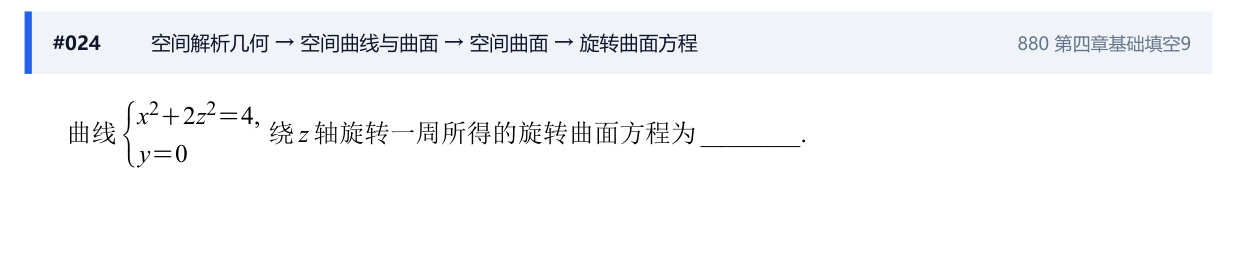 #024 空间解析几何 → 空间曲线与曲面 → 空间曲面 → 旋转曲面方程 880 第四章基础填空9
曲线 { x²+2z²=4, y=0 绕 z 轴旋转一周所得的旋转曲面方程为 ________.